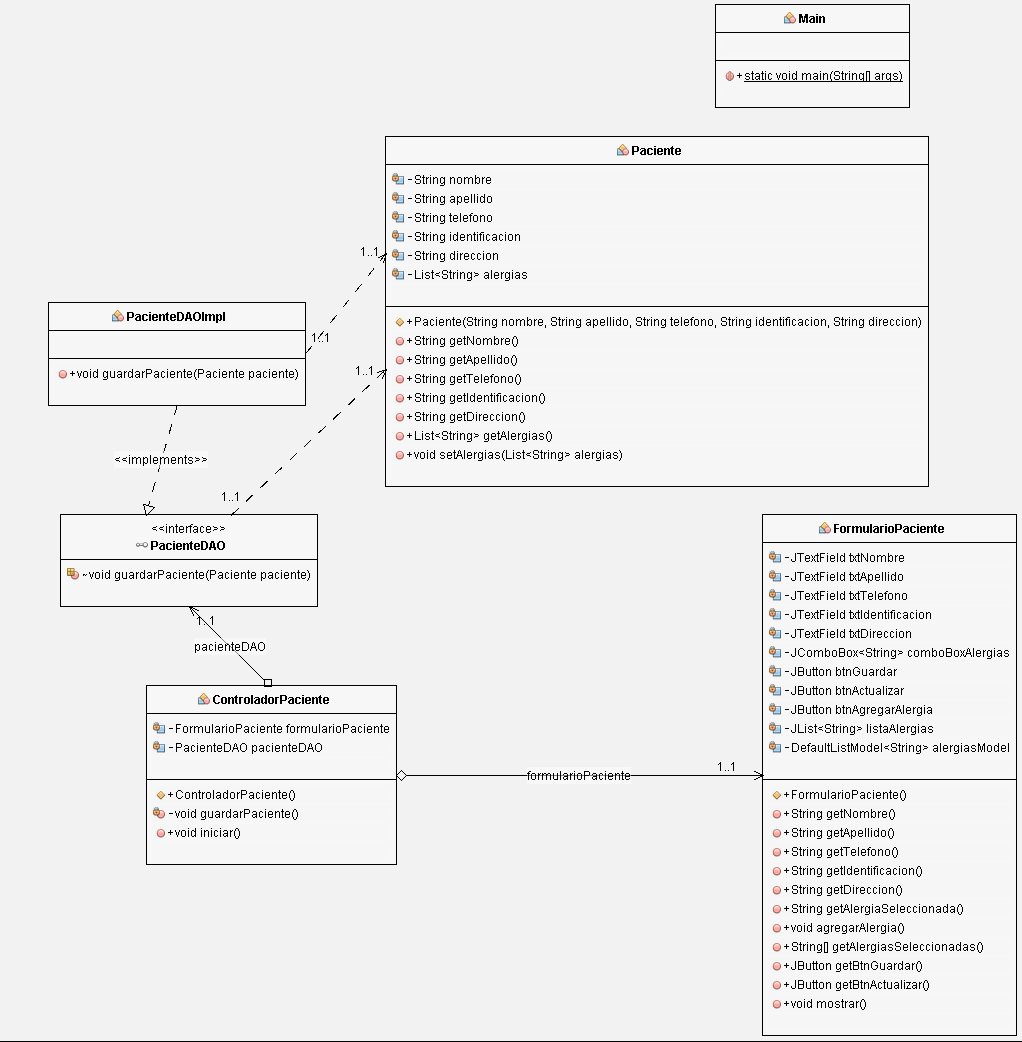 Main
+static void main(String[] args)
Paciente
-String nombre
-String apellido
-String telefono
-String identificacion
-String direccion
-List<String> alergias
+Paciente(String nombre, String apellido, String telefono, String identificacion, String direccion)
+String getNombre()
+String getApellido()
+String getTelefono()
+String getIdentificacion()
+String getDireccion()
+List<String> getAlergias()
+void setAlergias(List<String> alergias)
1..1
1..1
PacienteDAOImpl
+void guardarPaciente(Paciente paciente)
1..1
1..1
<<implements>>
<<interface>>
PacienteDAO
~void guardarPaciente(Paciente paciente)
1..1
pacienteDAO
ControladorPaciente
-FormularioPaciente formularioPaciente
-PacienteDAO pacienteDAO
+ControladorPaciente()
-void guardarPaciente()
+void iniciar()
formularioPaciente
1..1
FormularioPaciente
-JTextField txtNombre
-JTextField txtApellido
-JTextField txtTelefono
-JTextField txtIdentificacion
-JTextField txtDireccion
-JComboBox<String> comboBoxAlergias
-JButton btnGuardar
-JButton btnActualizar
-JButton btnAgregarAlergia
-JList<String> listaAlergias
-DefaultListModel<String> alergiasModel
+FormularioPaciente()
+String getNombre()
+String getApellido()
+String getTelefono()
+String getIdentificacion()
+String getDireccion()
+String getAlergiaSeleccionada()
+void agregarAlergia()
+String[] getAlergiasSeleccionadas()
+JButton getBtnGuardar()
+JButton getBtnActualizar()
+void mostrar()